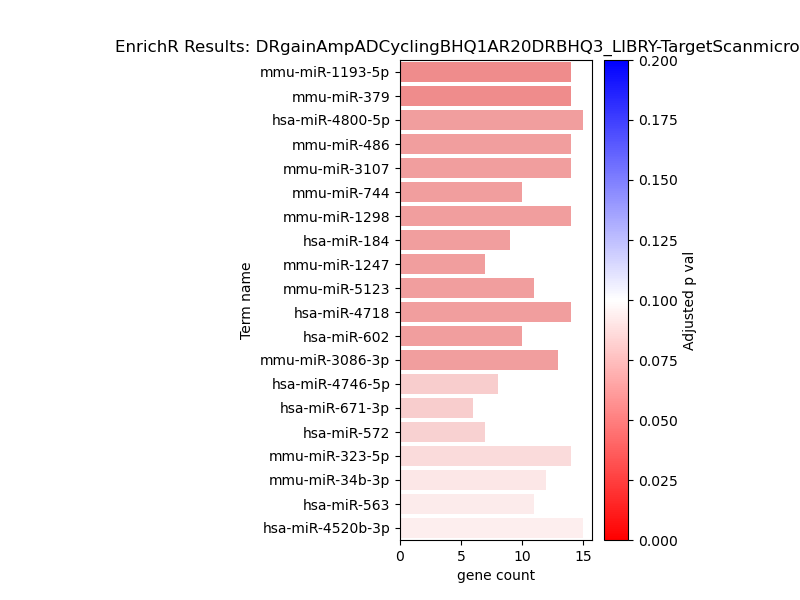 EnrichR Results: DRgainAmpADCyclingBHQ1AR20DRBHQ3_LIBRY-TargetScanmicro
mmu-miR-1193-5p
mmu-miR-379
hsa-miR-4800-5p
mmu-miR-486
mmu-miR-3107
mmu-miR-744
mmu-miR-1298
hsa-miR-184
mmu-miR-1247
mmu-miR-5123
hsa-miR-4718
hsa-miR-602
mmu-miR-3086-3p
hsa-miR-4746-5p
hsa-miR-671-3p
hsa-miR-572
mmu-miR-323-5p
mmu-miR-34b-3p
hsa-miR-563
hsa-miR-4520b-3p
Term name
0 5 10 15
gene count
0.200
0.175
0.150
0.125
0.100
0.075
0.050
0.025
0.000
Adjusted p val